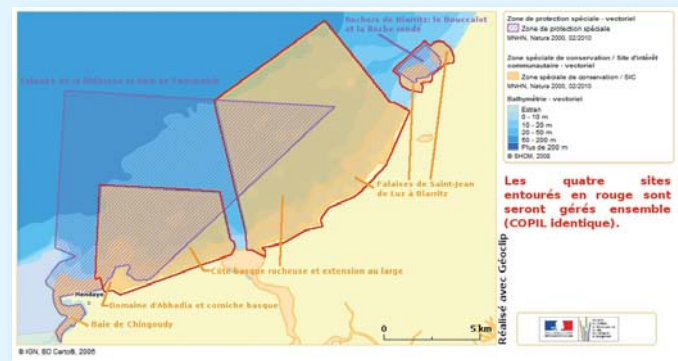 Rochers de Biarritz: le Bouccalot
et la Roche ronde
Domaine d'Abbadia et corniche basque
Côte basque rocheuse et extension au large
Falaises de Saint-Jean
de Luz à Biarritz
Hendaye
Baie de Chingoudy
0 5 km
© IGN, BD Carto®, 2006
Réalisé avec Géoclip
Zone de protection spéciale - vectoriel
Zone de protection spéciale
MNHN, Natura 2000, 02/2010
Zone spéciale de conservation / Site d'intérêt
communautaire - vectoriel
Zone spéciale de conservation / SIC
MNHN, Natura 2000, 02/2010
Bathymétrie - vectoriel
Estran
0 - 10 m
10 - 20 m
20 - 50 m
50 - 200 m
Plus de 200 m
© SHOM, 2008
Les quatre sites
entourés en rouge sont
seront gérés ensemble
(COPIL identique).